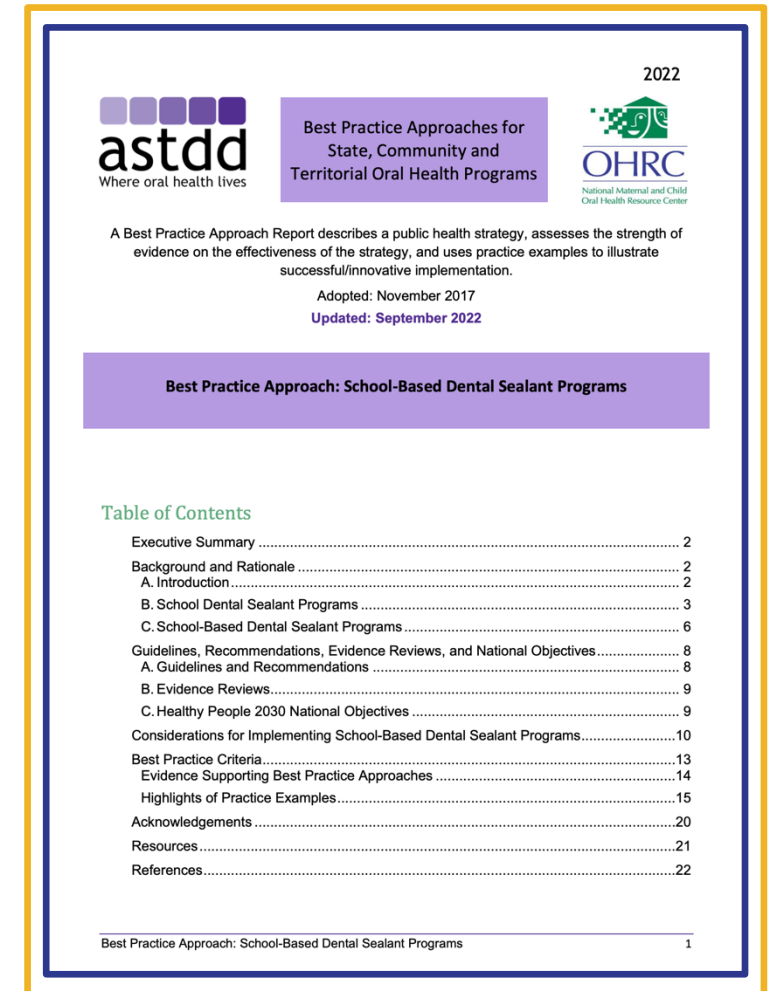 2022
astdd
Where oral health lives
Best Practice Approaches for
State, Community and
Territorial Oral Health Programs
OHRC
National Maternal and Child
Oral Health Resource Center
A Best Practice Approach Report describes a public health strategy, assesses the strength of
evidence on the effectiveness of the strategy, and uses practice examples to illustrate
successful/innovative implementation.
Adopted: November 2017
Updated: September 2022
Best Practice Approach: School-Based Dental Sealant Programs
Table of Contents
Executive Summary ........................................................................................................... 2
Background and Rationale ................................................................................................. 2
A. Introduction .................................................................................................................. 2
B. School Dental Sealant Programs ................................................................................. 3
C. School-Based Dental Sealant Programs ...................................................................... 6
Guidelines, Recommendations, Evidence Reviews, and National Objectives ..................... 8
A. Guidelines and Recommendations .............................................................................. 8
B. Evidence Reviews........................................................................................................ 9
C. Healthy People 2030 National Objectives .................................................................... 9
Considerations for Implementing School-Based Dental Sealant Programs........................10
Best Practice Criteria.........................................................................................................13
Evidence Supporting Best Practice Approaches .............................................................14
Highlights of Practice Examples......................................................................................15
Acknowledgements ...........................................................................................................20
Resources.........................................................................................................................21
References........................................................................................................................22
Best Practice Approach: School-Based Dental Sealant Programs 1